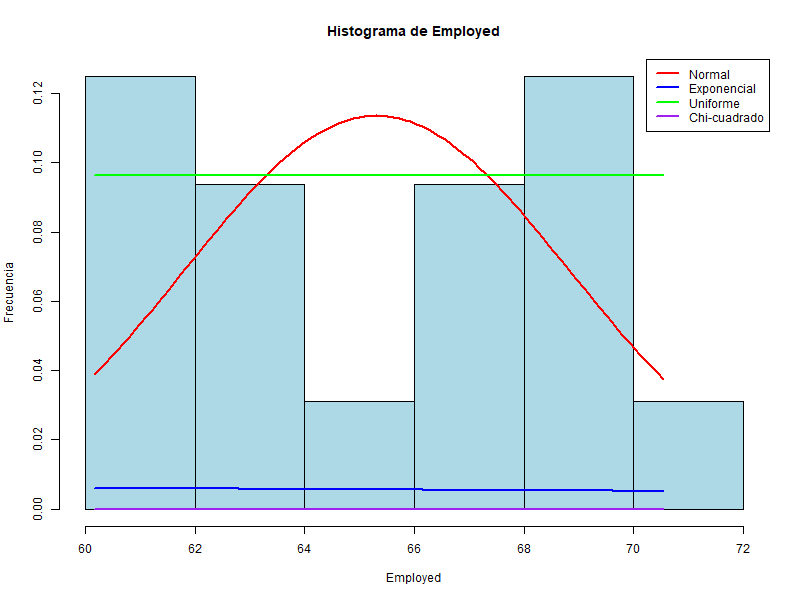 Histograma de Employed
Normal
Exponencial
Uniforme
Chi-cuadrado
Frecuencia
0.12
0.10
0.08
0.06
0.04
0.02
0.00
60 62 64 66 68 70 72
Employed